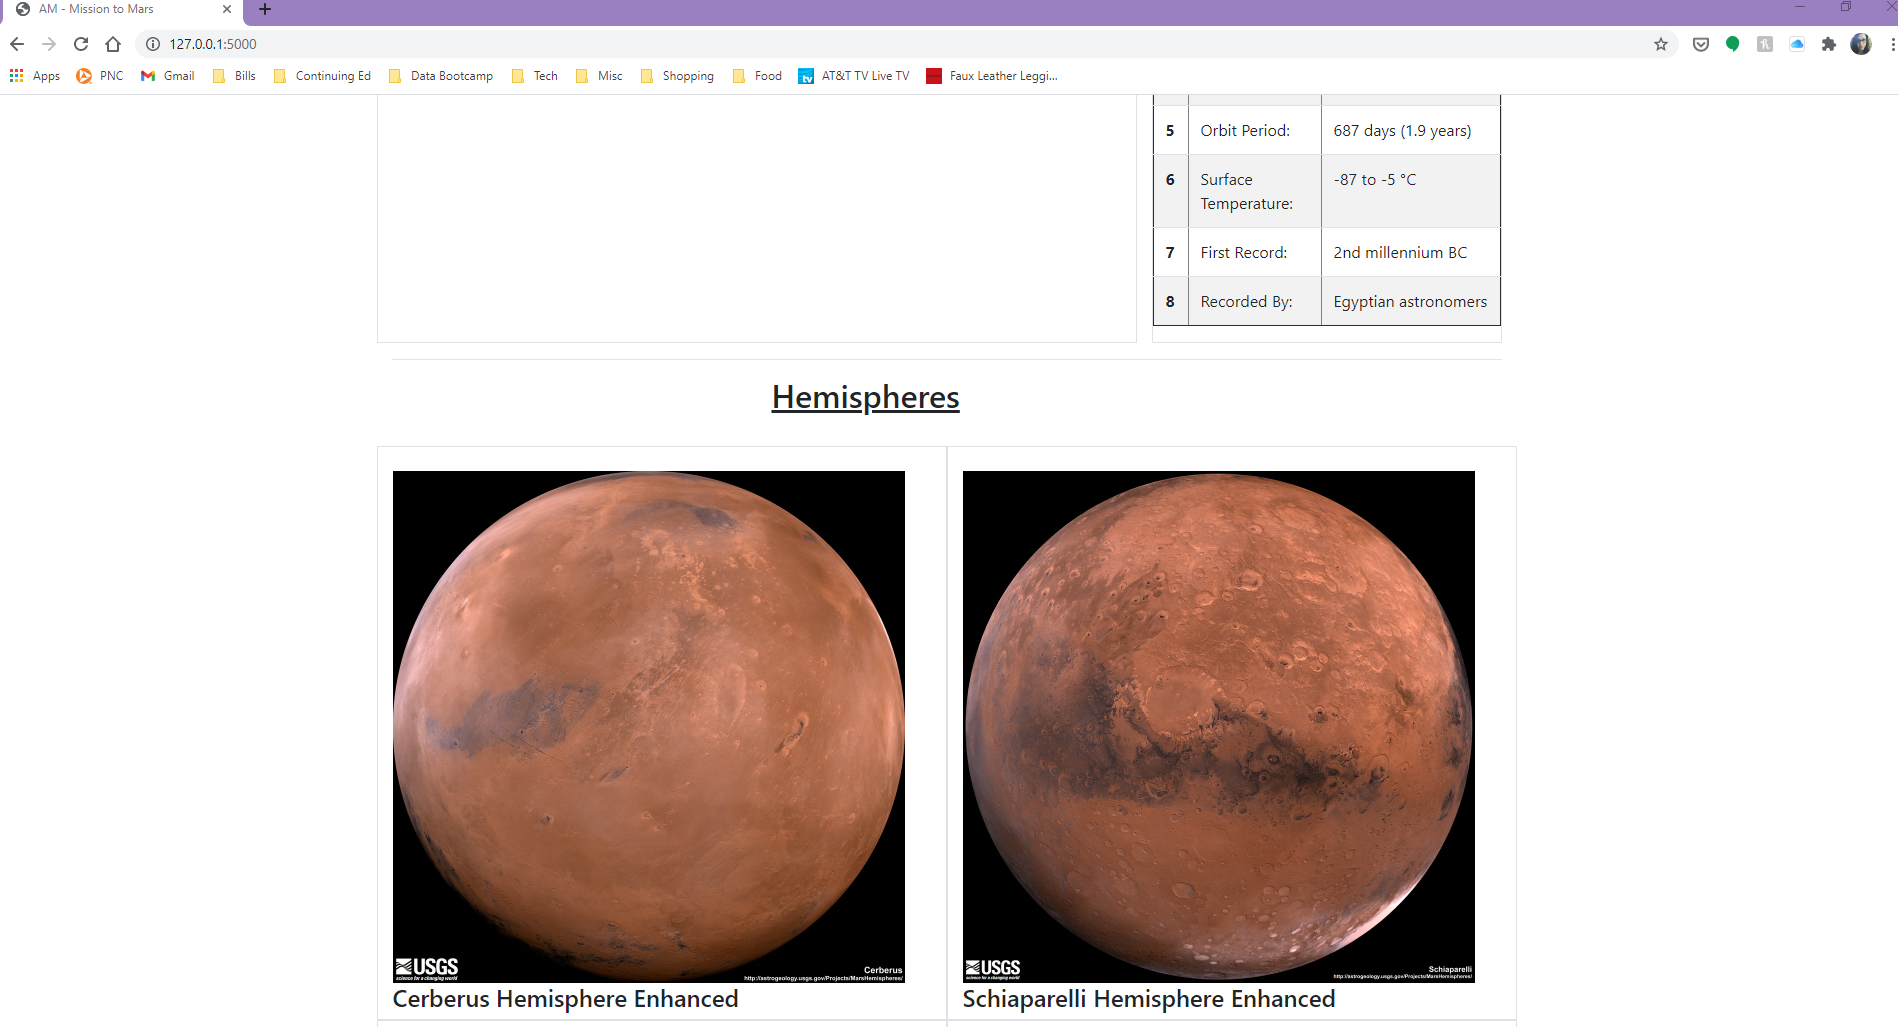 AM - Mission to Mars
127.0.0.1:5000
Apps PNC Gmail Bills Continuing Ed Data Bootcamp Tech Misc Shopping Food AT&T TV Live TV Faux Leather Leggi...
5 Orbit Period: 687 days (1.9 years)
6 Surface Temperature: -87 to -5 °C
7 First Record: 2nd millennium BC
8 Recorded By: Egyptian astronomers
Hemispheres
USGS
science for a changing world
Cerberus
http://astrogeology.usgs.gov/Projects/MarsHemispheres/
Cerberus Hemisphere Enhanced
USGS
science for a changing world
Schiaparelli
http://astrogeology.usgs.gov/Projects/MarsHemispheres/
Schiaparelli Hemisphere Enhanced